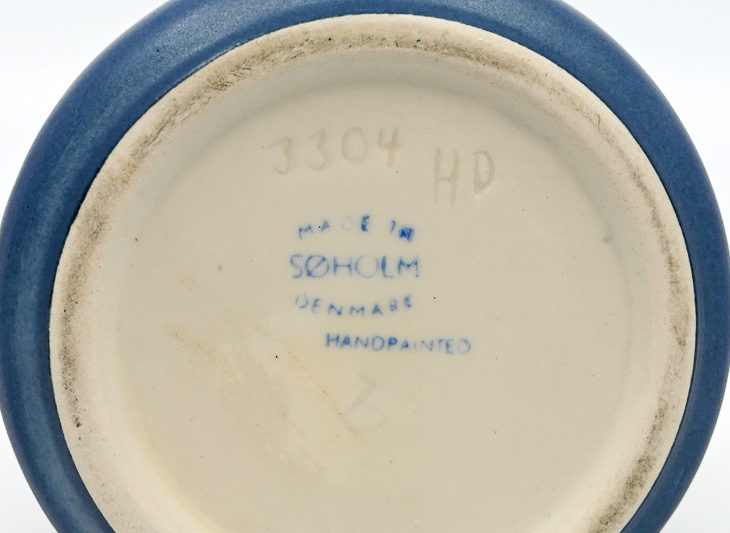 3304 HD
MADE IN
SØHOLM
DENMARK
HANDPAINTED